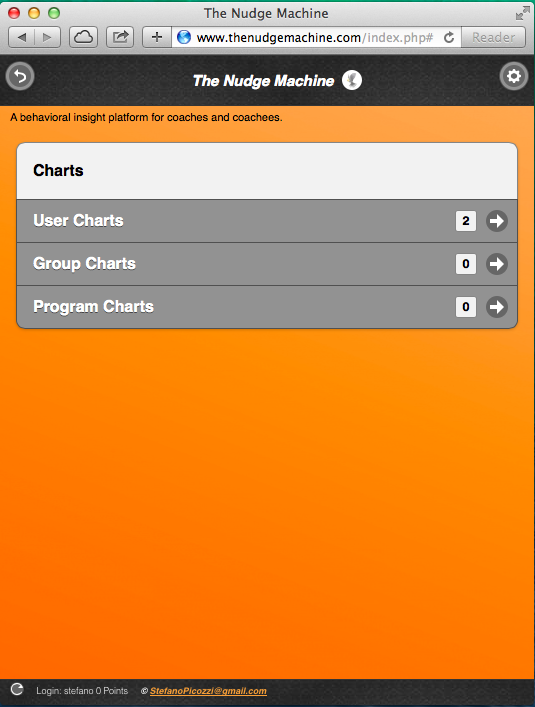 The Nudge Machine
www.thenudgemachine.com/index.php#
Reader
The Nudge Machine
A behavioral insight platform for coaches and coachees.
Charts
User Charts 2
Group Charts 0
Program Charts 0
Login: stefano 0 Points © StefanoPicozzi@gmail.com